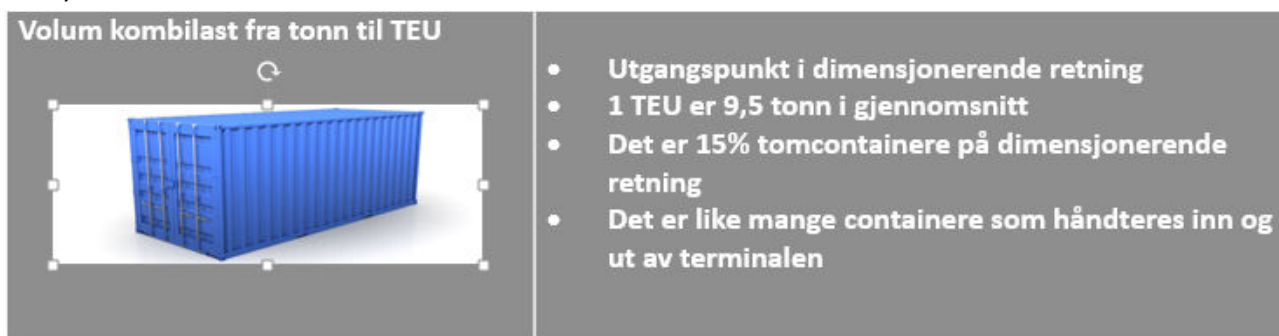 Volum kombilast fra tonn til TEU
• Utgangspunkt i dimensjonerende retning
• 1 TEU er 9,5 tonn i gjennomsnitt
• Det er 15% tomcontainere på dimensjonerende
retning
• Det er like mange containere som håndteres inn og
ut av terminalen